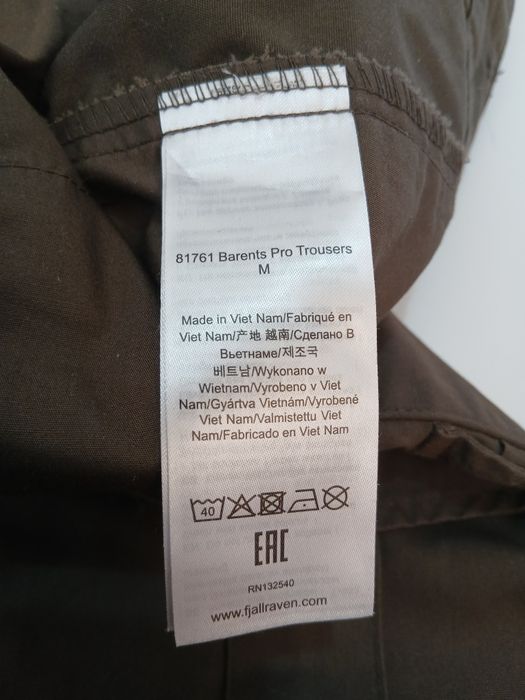 81761 Barents Pro Trousers
M
Made in Viet Nam/Fabriqué en
Viet Nam/产地 越南/Сделано В
Вьетнаме/제조국
베트남/Wykonano w
Wietnam/Vyrobeno v Viet
Nam/Gyártva Vietnám/Vyrobené
Viet Nam/Valmistettu Viet
Nam/Fabricado en Viet Nam
40
EAC
RN132540
www.fjallraven.com